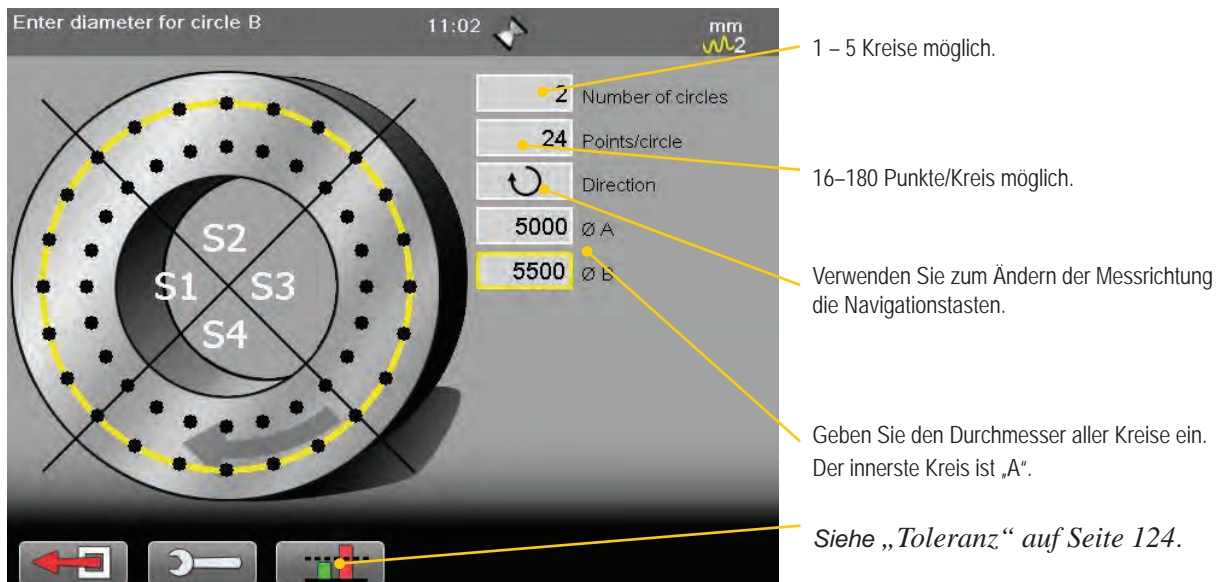 Enter diameter for circle B
11:02
mm
2
2 Number of circles
24 Points/circle
Direction
5000 Ø A
5500 Ø B
S2
S1 S3
S4
1 – 5 Kreise möglich.
16–180 Punkte/Kreis möglich.
Verwenden Sie zum Ändern der Messrichtung
die Navigationstasten.
Geben Sie den Durchmesser aller Kreise ein.
Der innerste Kreis ist „A“.
Siehe „Toleranz“ auf Seite 124.